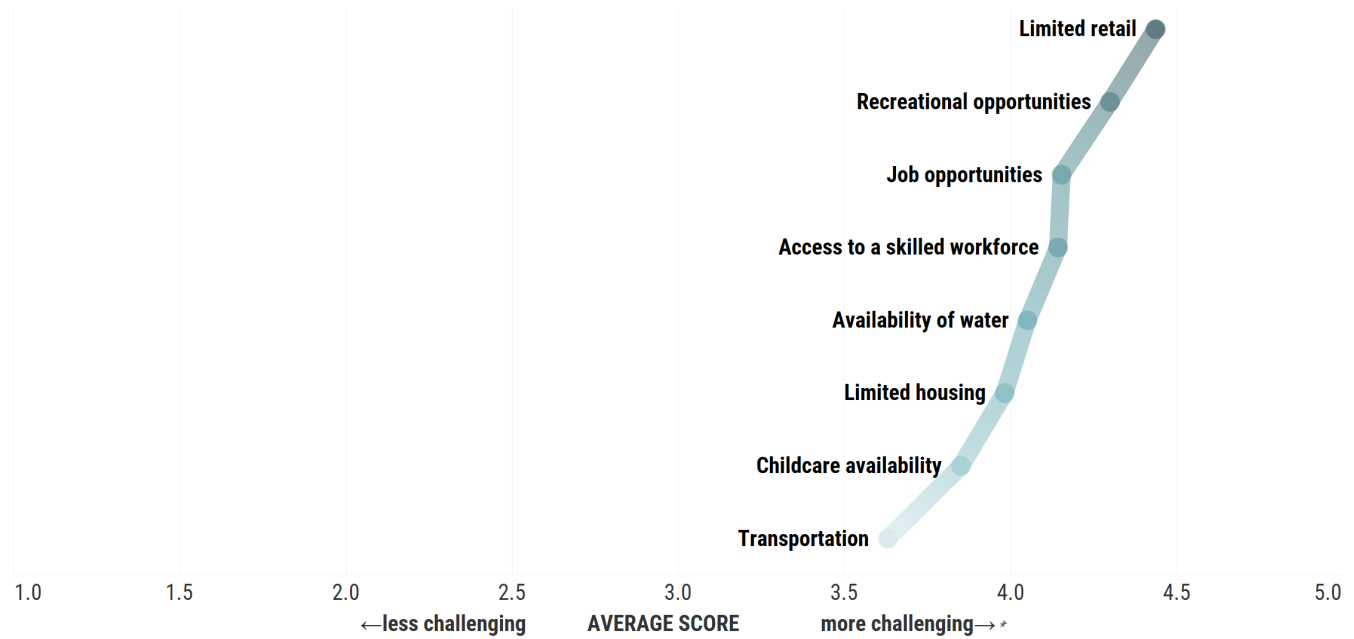 Limited retail
Recreational opportunities
Job opportunities
Access to a skilled workforce
Availability of water
Limited housing
Childcare availability
Transportation
1.0 1.5 2.0 2.5 3.0 3.5 4.0 4.5 5.0
←less challenging AVERAGE SCORE more challenging→